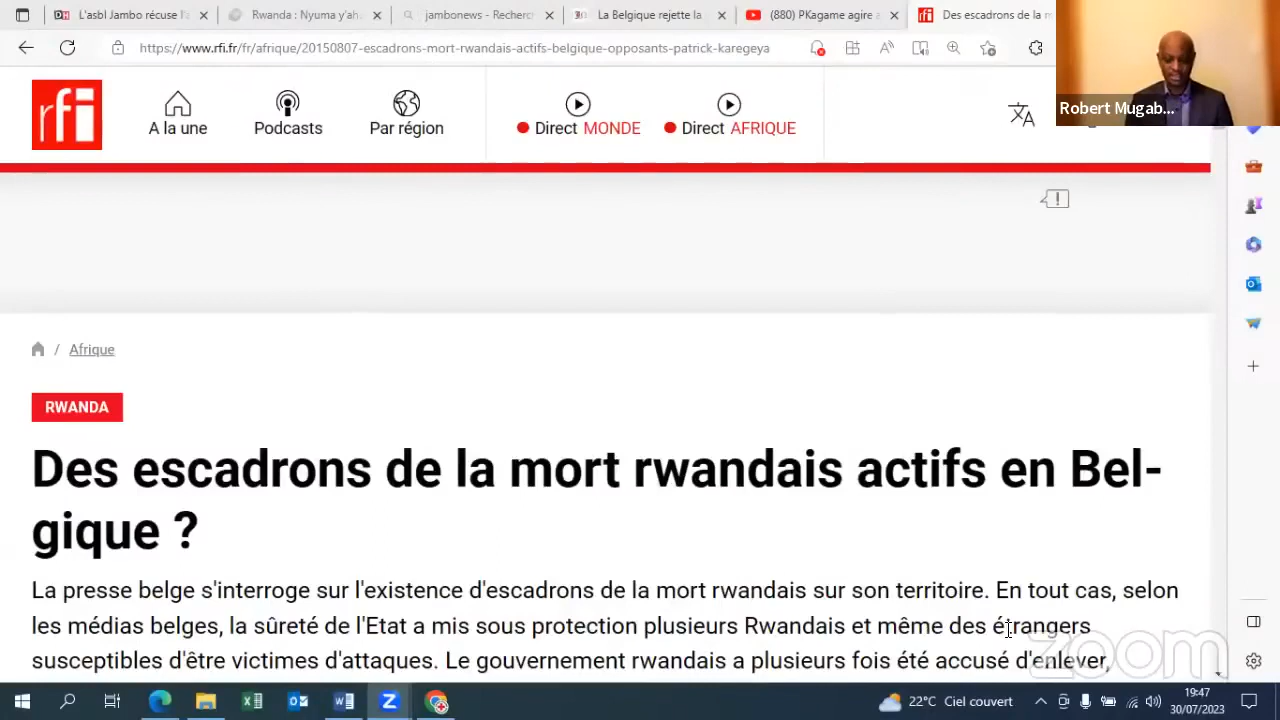 L'asbl Jambo récuse l'a
Rwanda : Nyuma y'ah
jambonews - Recherc
La Belgique rejette la
(880) PKagame agire a
Des escadrons de la m
https://www.rfi.fr/fr/afrique/20150807-escadrons-mort-rwandais-actifs-belgique-opposants-patrick-karegeya
Robert Mugab...
rfi
A la une
Podcasts
Par région
Direct MONDE
Direct AFRIQUE
/ Afrique
RWANDA
Des escadrons de la mort rwandais actifs en Bel-
gique ?
La presse belge s'interroge sur l'existence d'escadrons de la mort rwandais sur son territoire. En tout cas, selon
les médias belges, la sûreté de l'Etat a mis sous protection plusieurs Rwandais et même des étrangers
susceptibles d'être victimes d'attaques. Le gouvernement rwandais a plusieurs fois été accusé d'enlever,
zoom
22°C Ciel couvert
19:47
30/07/2023